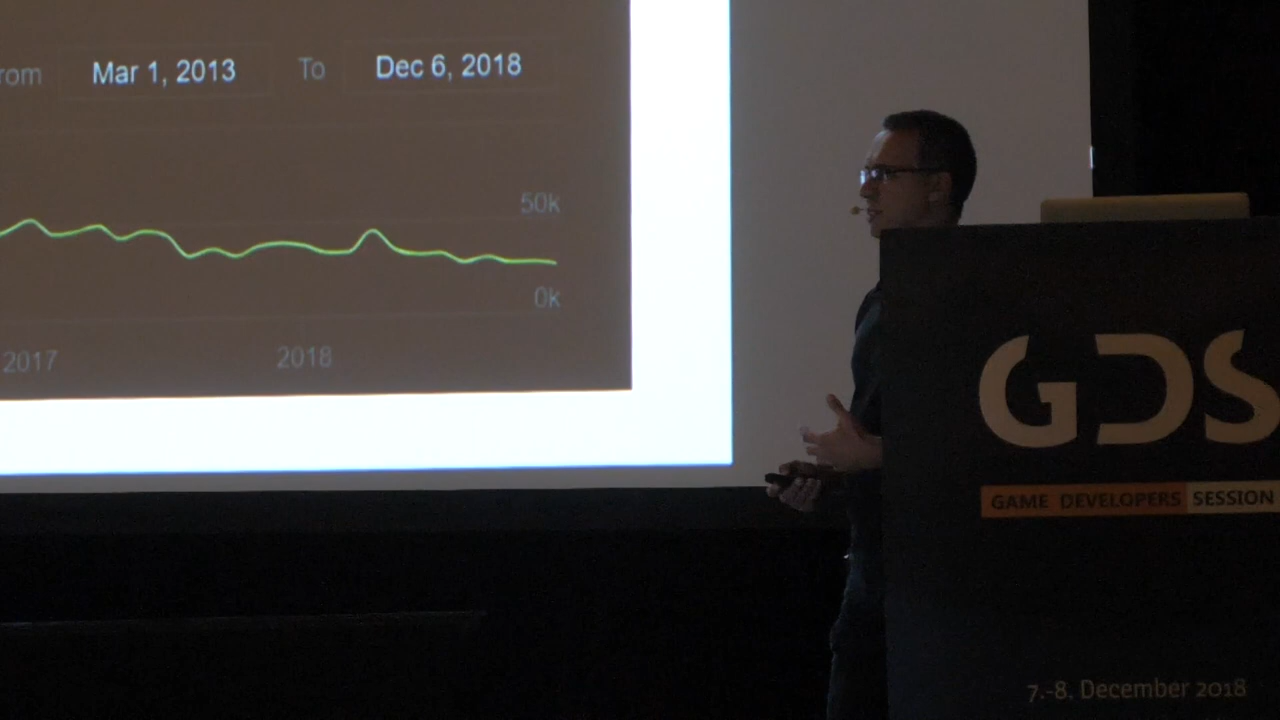 rom Mar 1, 2013 To Dec 6, 2018
50k
0k
2017 2018
GDS
GAME DEVELOPERS SESSION
7.-8. December 2018